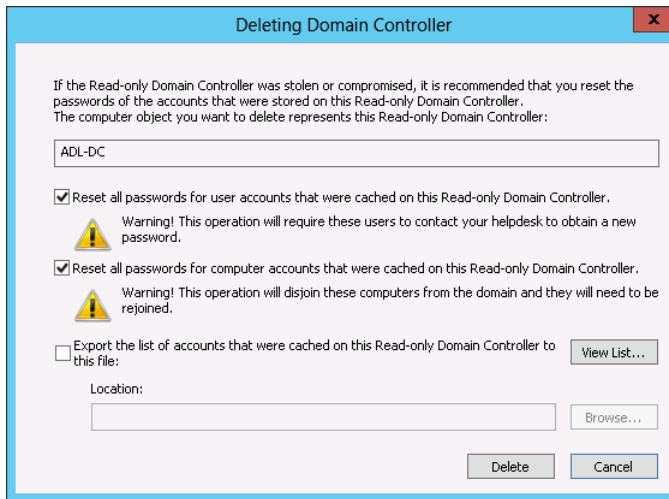 Deleting Domain Controller
x
If the Read-only Domain Controller was stolen or compromised, it is recommended that you reset the
passwords of the accounts that were stored on this Read-only Domain Controller.
The computer object you want to delete represents this Read-only Domain Controller:
ADL-DC
Reset all passwords for user accounts that were cached on this Read-only Domain Controller.
Warning! This operation will require these users to contact your helpdesk to obtain a new
password.
Reset all passwords for computer accounts that were cached on this Read-only Domain Controller.
Warning! This operation will disjoin these computers from the domain and they will need to be
rejoined.
Export the list of accounts that were cached on this Read-only Domain Controller to
this file:
View List...
Location:
Browse...
Delete
Cancel